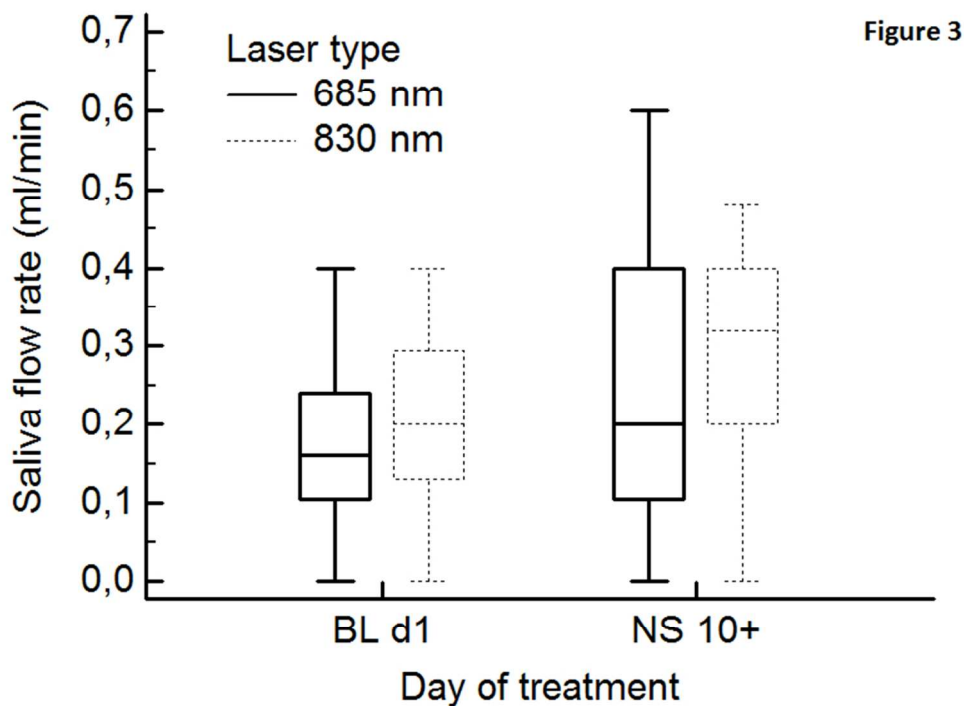 Figure 3
Laser type
685 nm
830 nm
Saliva flow rate (ml/min)
0,7
0,6
0,5
0,4
0,3
0,2
0,1
0,0
BL d1 NS 10+
Day of treatment